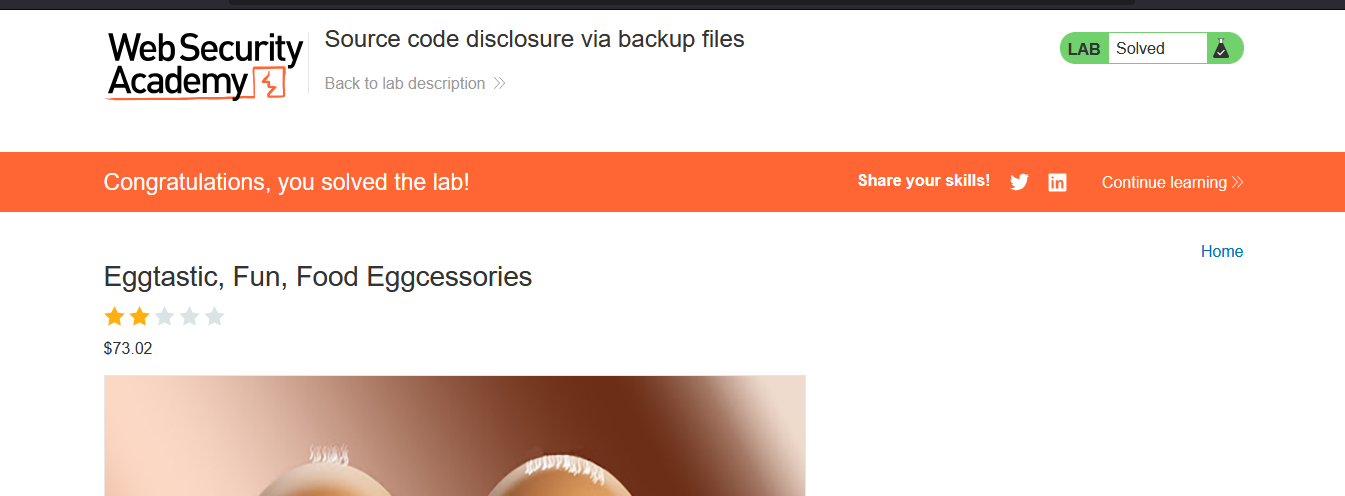 Web Security
Academy
Source code disclosure via backup files
Back to lab description
LAB Solved
Congratulations, you solved the lab!
Share your skills!
Continue learning
Home
Eggtastic, Fun, Food Eggcessories
$73.02